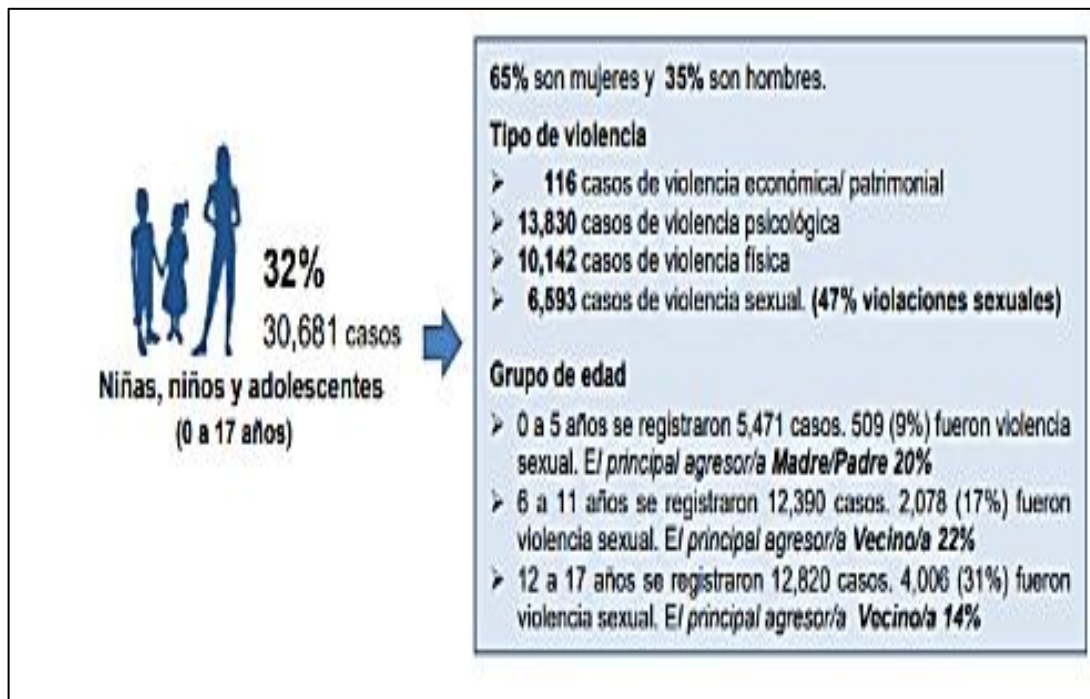 32%
30,681 casos
Niñas, niños y adolescentes
(0 a 17 años)
65% son mujeres y 35% son hombres.
Tipo de violencia
➢ 116 casos de violencia económica/ patrimonial
➢ 13,830 casos de violencia psicológica
➢ 10,142 casos de violencia física
➢ 6,593 casos de violencia sexual. (47% violaciones sexuales)
Grupo de edad
➢ 0 a 5 años se registraron 5,471 casos. 509 (9%) fueron violencia
sexual. El principal agresor/a Madre/Padre 20%
➢ 6 a 11 años se registraron 12,390 casos. 2,078 (17%) fueron
violencia sexual. El principal agresor/a Vecino/a 22%
➢ 12 a 17 años se registraron 12,820 casos. 4,006 (31%) fueron
violencia sexual. El principal agresor/a Vecino/a 14%